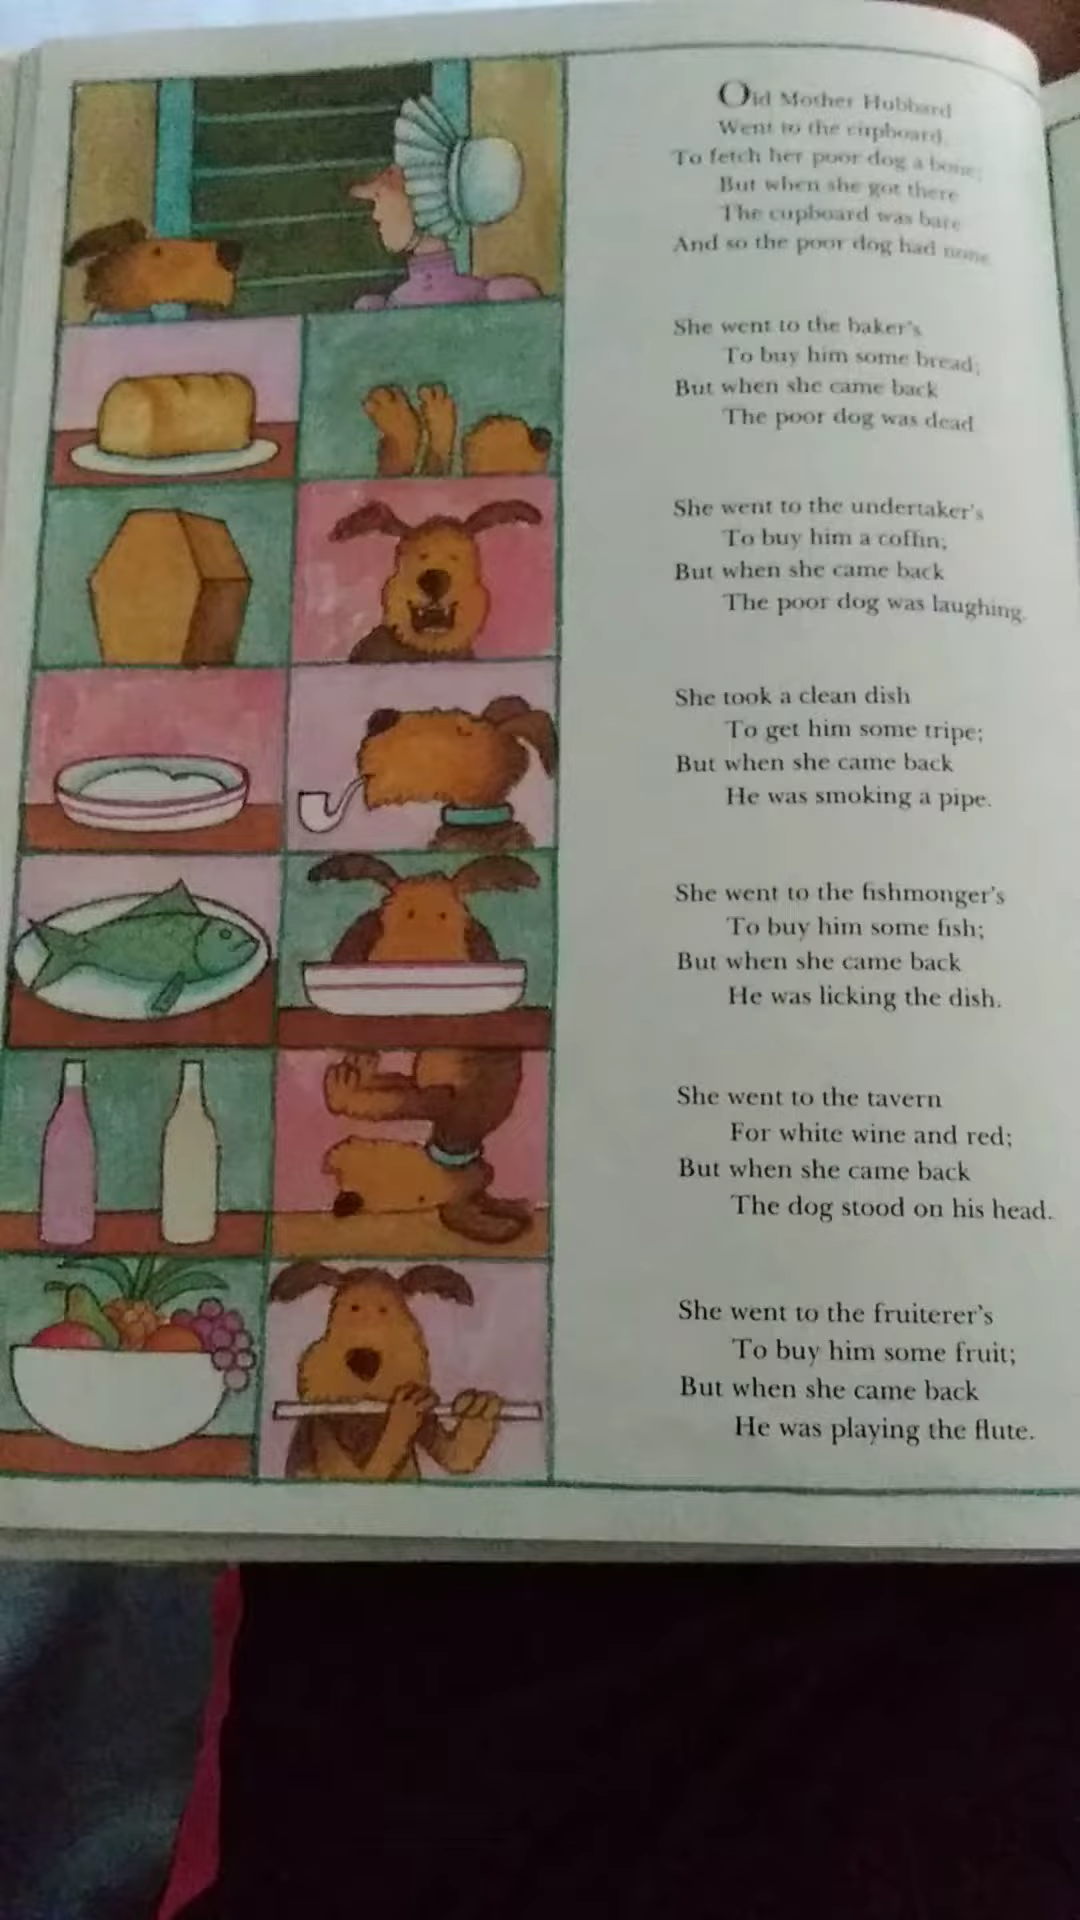 Old Mother Hubbard
Went to the cupboard,
To fetch her poor dog a bone;
But when she got there
The cupboard was bare
And so the poor dog had none.
She went to the baker's
To buy him some bread;
But when she came back
The poor dog was dead
She went to the undertaker's
To buy him a coffin;
But when she came back
The poor dog was laughing.
She took a clean dish
To get him some tripe;
But when she came back
He was smoking a pipe.
She went to the fishmonger's
To buy him some fish;
But when she came back
He was licking the dish.
She went to the tavern
For white wine and red;
But when she came back
The dog stood on his head.
She went to the fruiterer's
To buy him some fruit;
But when she came back
He was playing the flute.